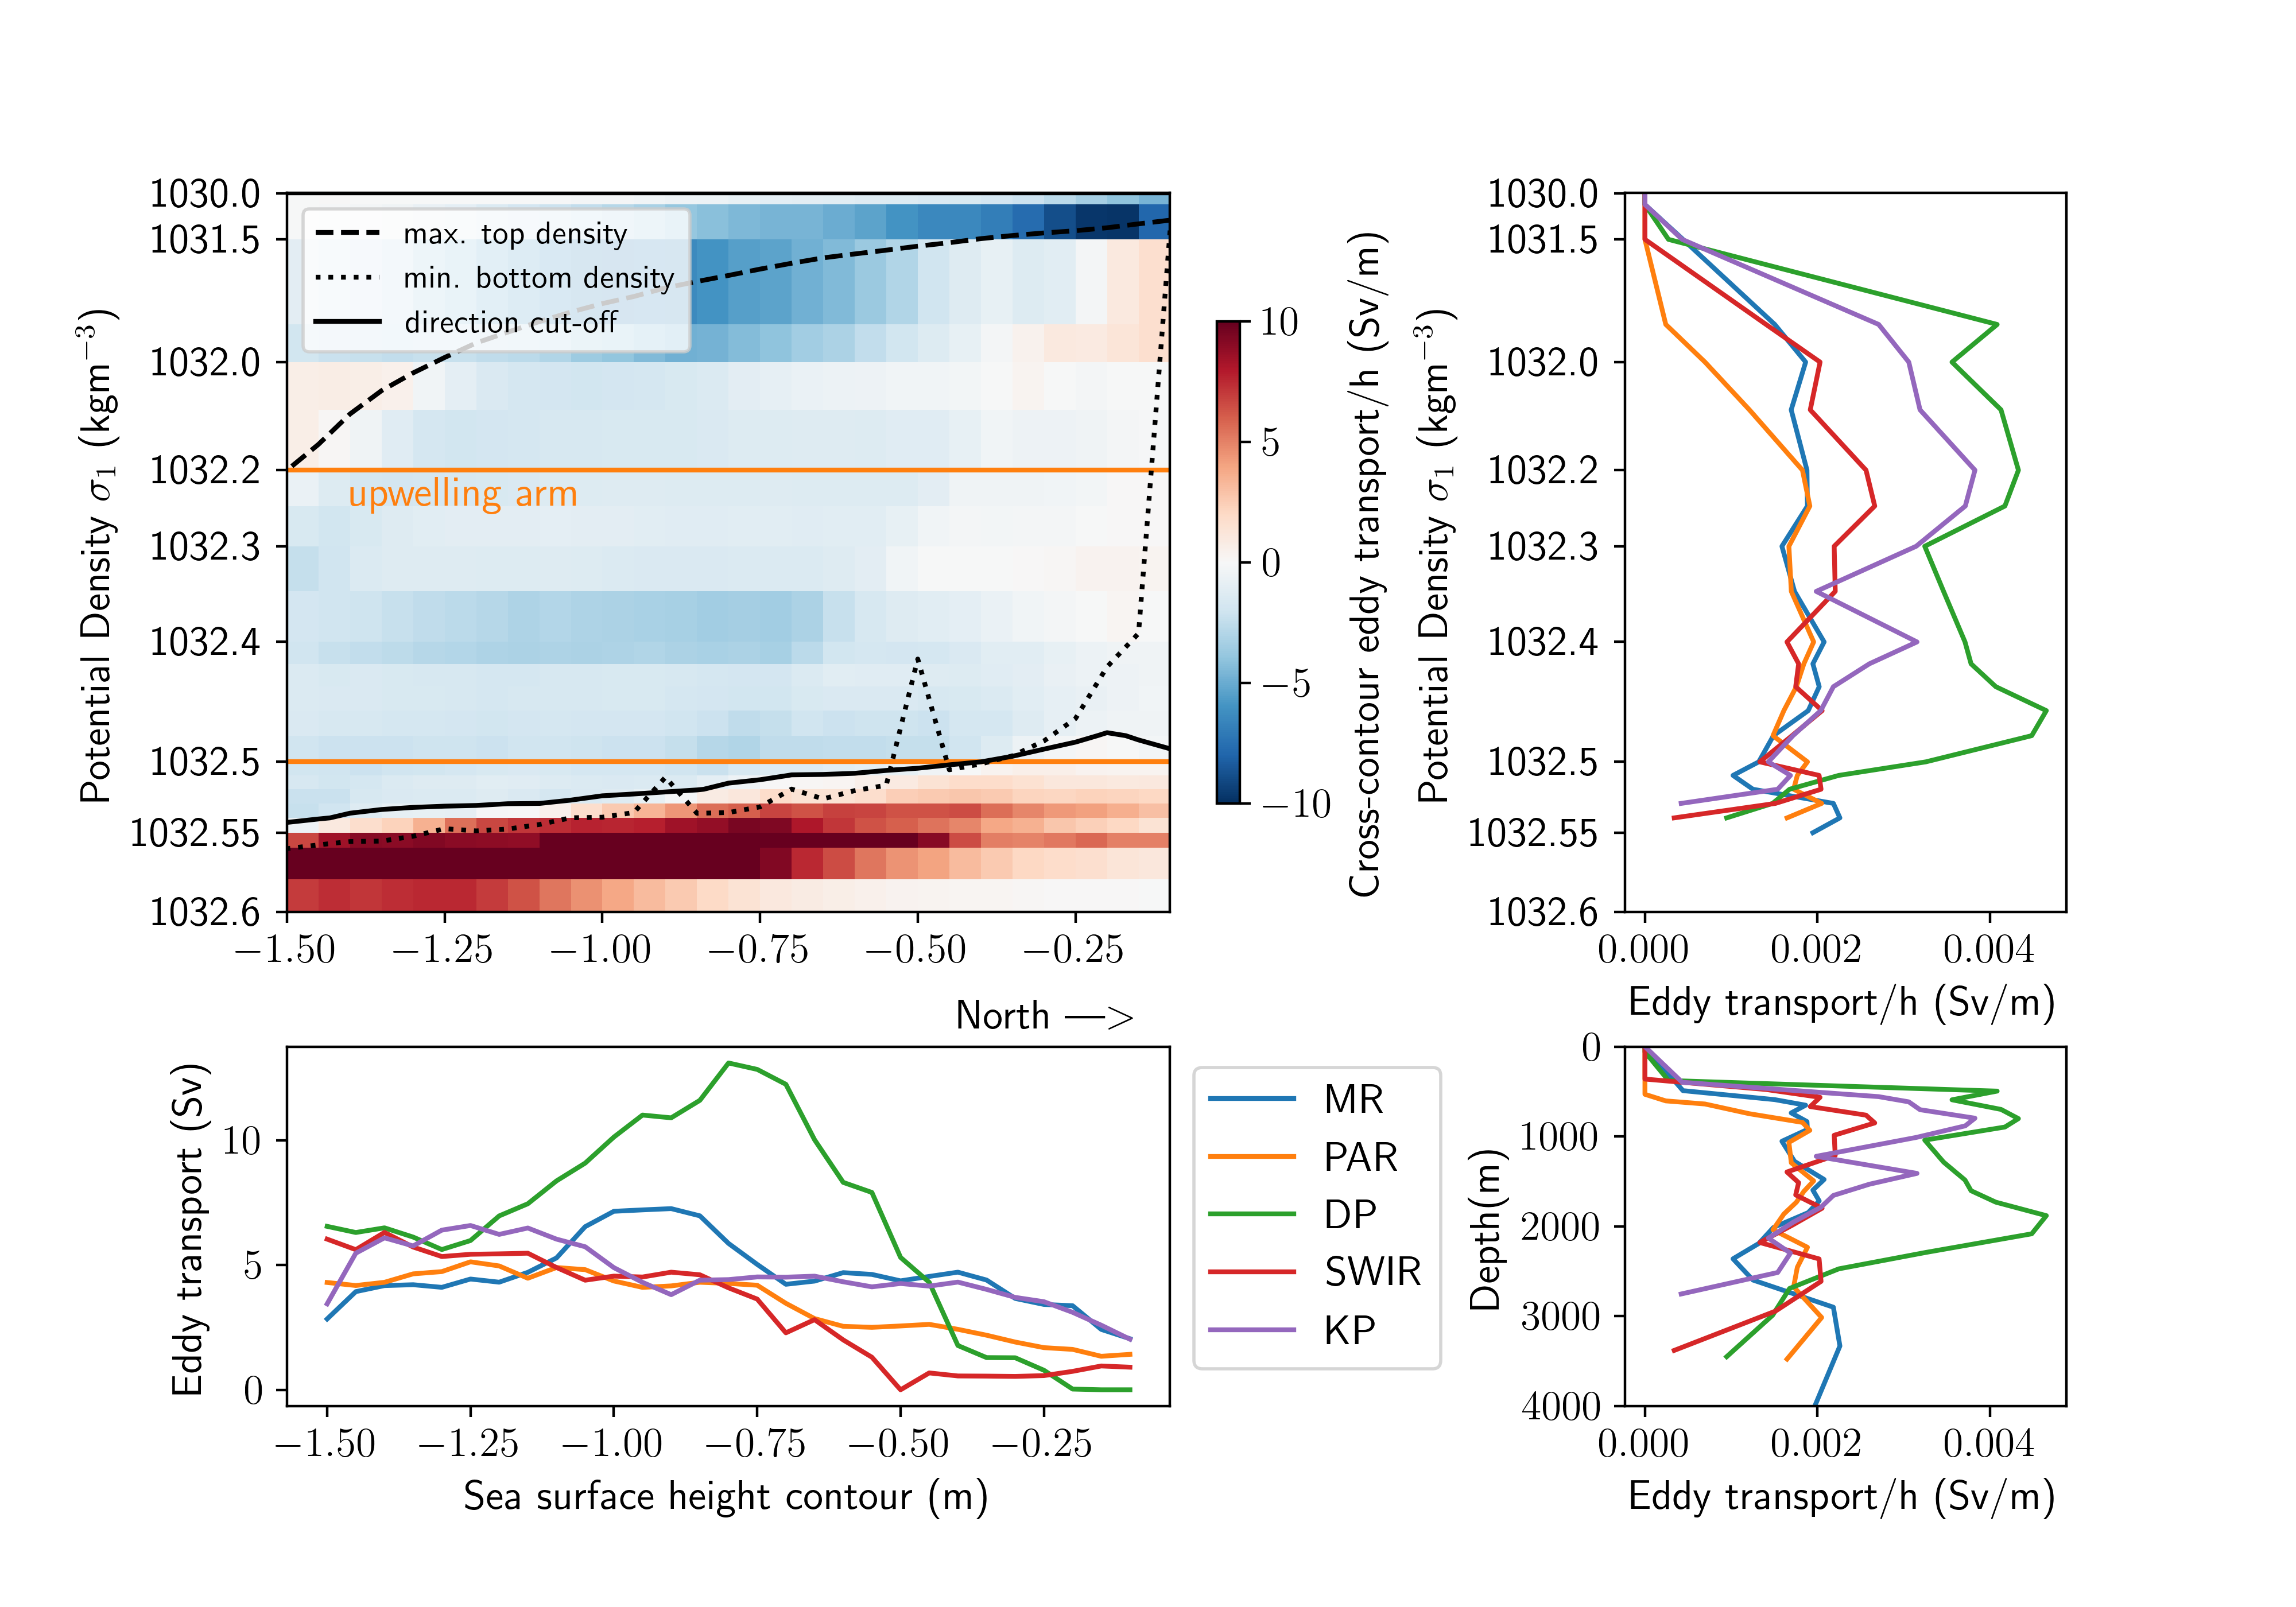 1030.0
1031.5
1032.0
1032.2
1032.3
1032.4
1032.5
1032.55
1032.6
Potential Density σ₁ (kgm⁻³)
max. top density
min. bottom density
direction cut-off
upwelling arm
−1.50
−1.25
−1.00
−0.75
−0.50
−0.25
North —>
10
5
0
−5
−10
Cross-contour eddy transport/h (Sv/m)
1030.0
1031.5
1032.0
1032.2
1032.3
1032.4
1032.5
1032.55
1032.6
Potential Density σ₁ (kgm⁻³)
0.000
0.002
0.004
Eddy transport/h (Sv/m)
10
5
0
Eddy transport (Sv)
−1.50
−1.25
−1.00
−0.75
−0.50
−0.25
Sea surface height contour (m)
MR
PAR
DP
SWIR
KP
0
1000
2000
3000
4000
Depth(m)
0.000
0.002
0.004
Eddy transport/h (Sv/m)